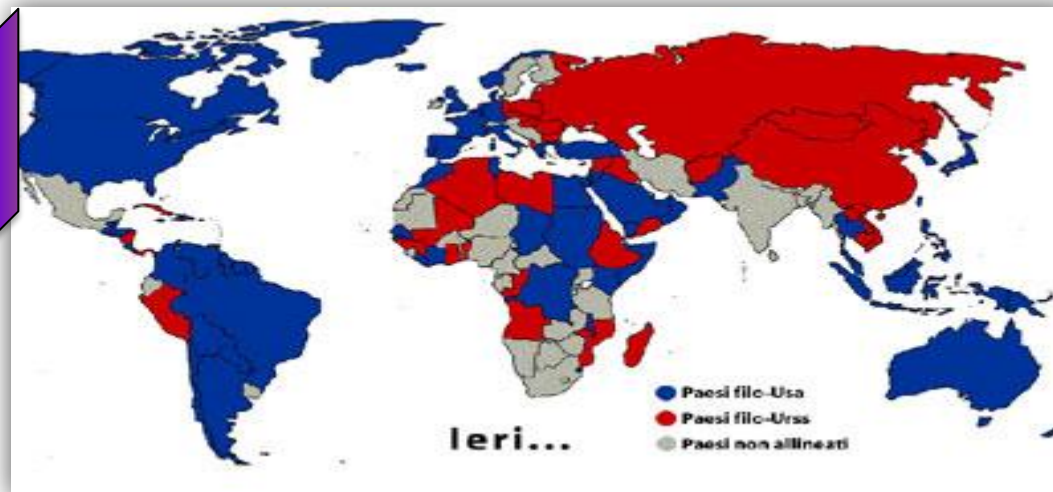 Ieri...
Paesi filo-Usa
Paesi filo-Urss
Paesi non allineati